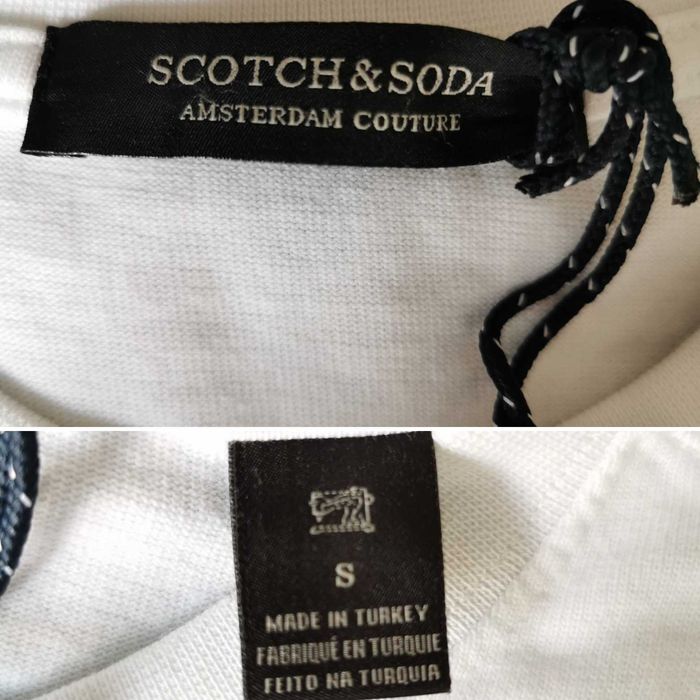 SCOTCH & SODA
AMSTERDAM COUTURE
S
MADE IN TURKEY
FABRIQUÉ EN TURQUIE
FEITO NA TURQUIA